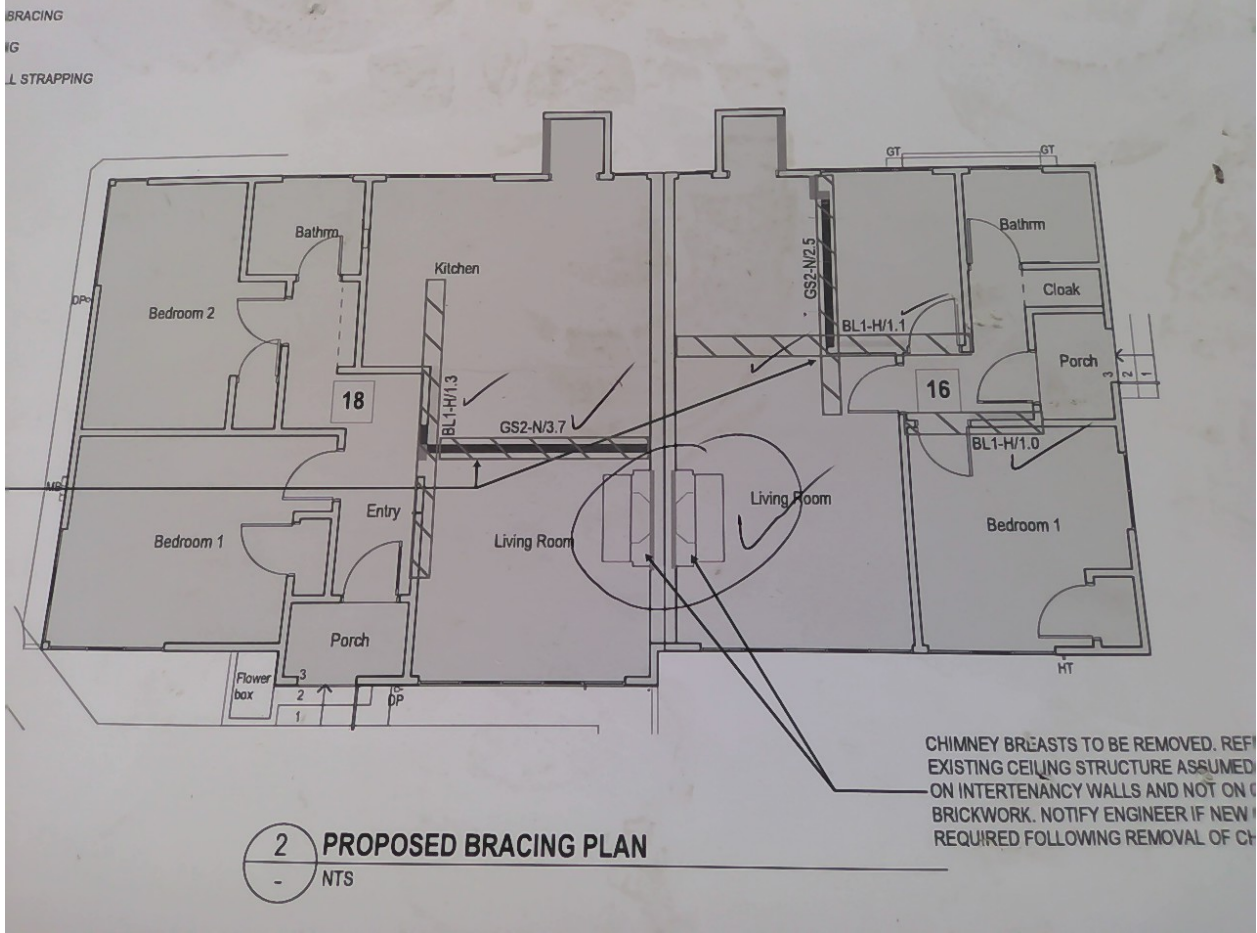 BRACING
LL STRAPPING
GT
GT
Bathrm
Bathrm
Kitchen
GS2-N/2.5
Cloak
DP
Bedroom 2
BL1-H/1.1
Porch
3
2
1
18
16
BL1-H/1.3
GS2-N/3.7
BL1-H/1.0
Entry
Living Room
Living Room
Bedroom 1
Bedroom 1
Porch
HT
Flower
box
3
2
1
DP
CHIMNEY BREASTS TO BE REMOVED.
EXISTING CEILING STRUCTURE ASSUMED
ON INTERTENANCY WALLS AND NOT ON
BRICKWORK. NOTIFY ENGINEER IF NEW
REQUIRED FOLLOWING REMOVAL OF
2 PROPOSED BRACING PLAN
- NTS